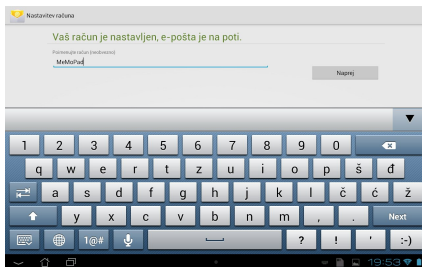 Nastavitev računa
Vaš račun je nastavljen, e-pošta je na poti.
Poimenujte račun (neobvezno)
MeMoPad
Naprej
1 2 3 4 5 6 7 8 9 0
q w e r t z u i o p š đ
a s d f g h j k l č ć ž
y x c v b n m , . Next
1@# ? ! ' :-)
19:53